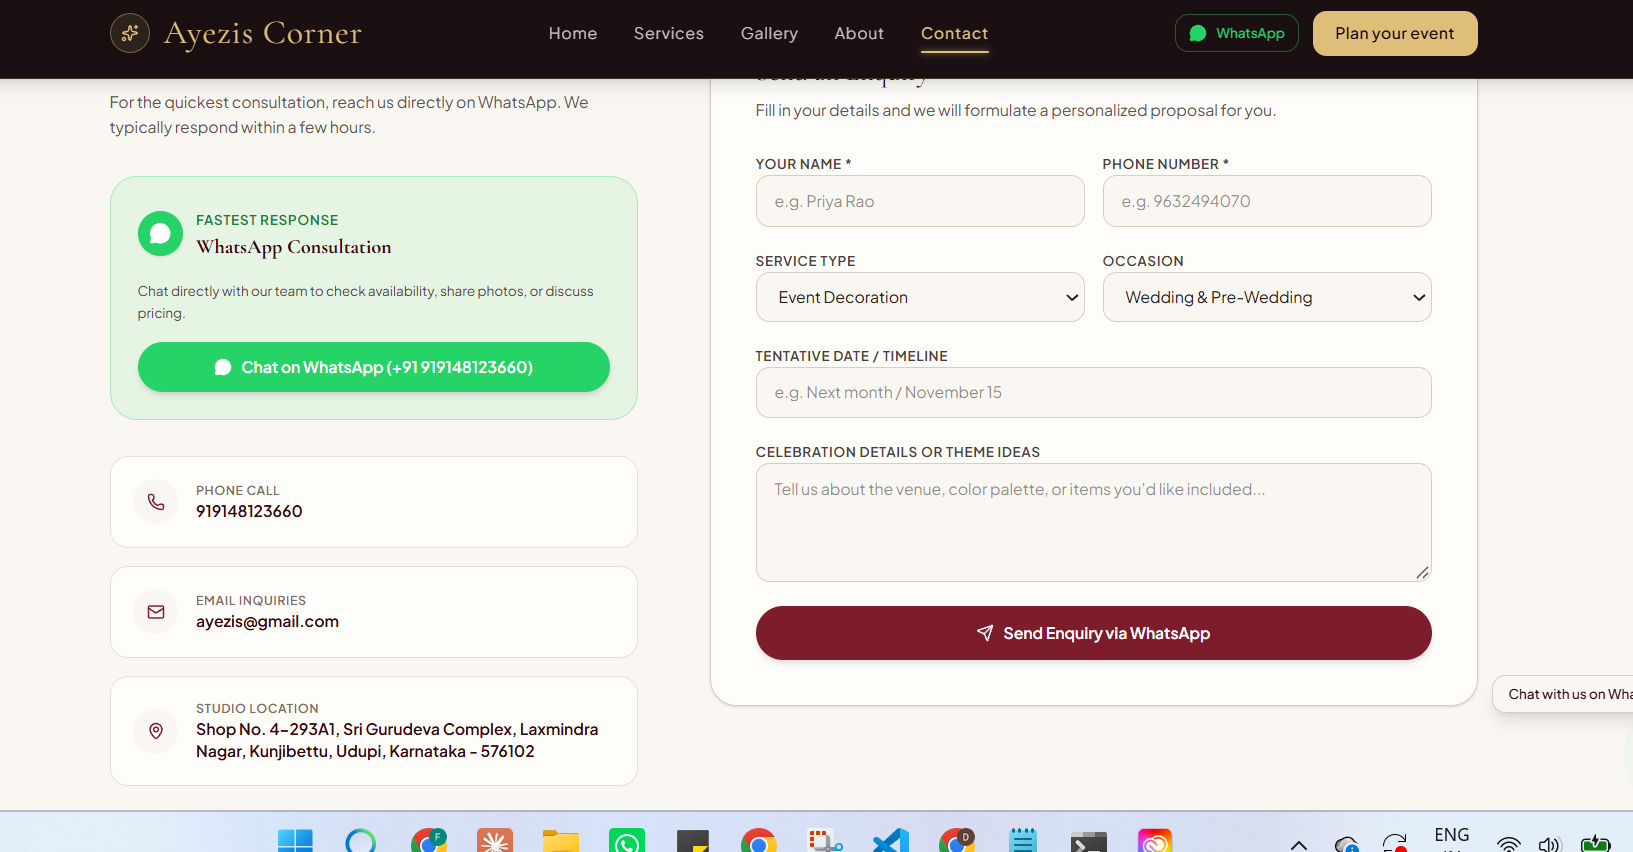 Ayezis Corner
Home
Services
Gallery
About
Contact
WhatsApp
Plan your event
For the quickest consultation, reach us directly on WhatsApp. We
typically respond within a few hours.
FASTEST RESPONSE
WhatsApp Consultation
Chat directly with our team to check availability, share photos, or discuss
pricing.
Chat on WhatsApp (+91 919148123660)
PHONE CALL
919148123660
EMAIL INQUIRIES
ayezis@gmail.com
STUDIO LOCATION
Shop No. 4-293A1, Sri Gurudeva Complex, Laxmindra
Nagar, Kunjibettu, Udupi, Karnataka - 576102
Fill in your details and we will formulate a personalized proposal for you.
YOUR NAME *
e.g. Priya Rao
PHONE NUMBER *
e.g. 9632494070
SERVICE TYPE
Event Decoration
OCCASION
Wedding & Pre-Wedding
TENTATIVE DATE / TIMELINE
e.g. Next month / November 15
CELEBRATION DETAILS OR THEME IDEAS
Tell us about the venue, color palette, or items you'd like included...
Send Enquiry via WhatsApp
Chat with us on
F
D
ENG